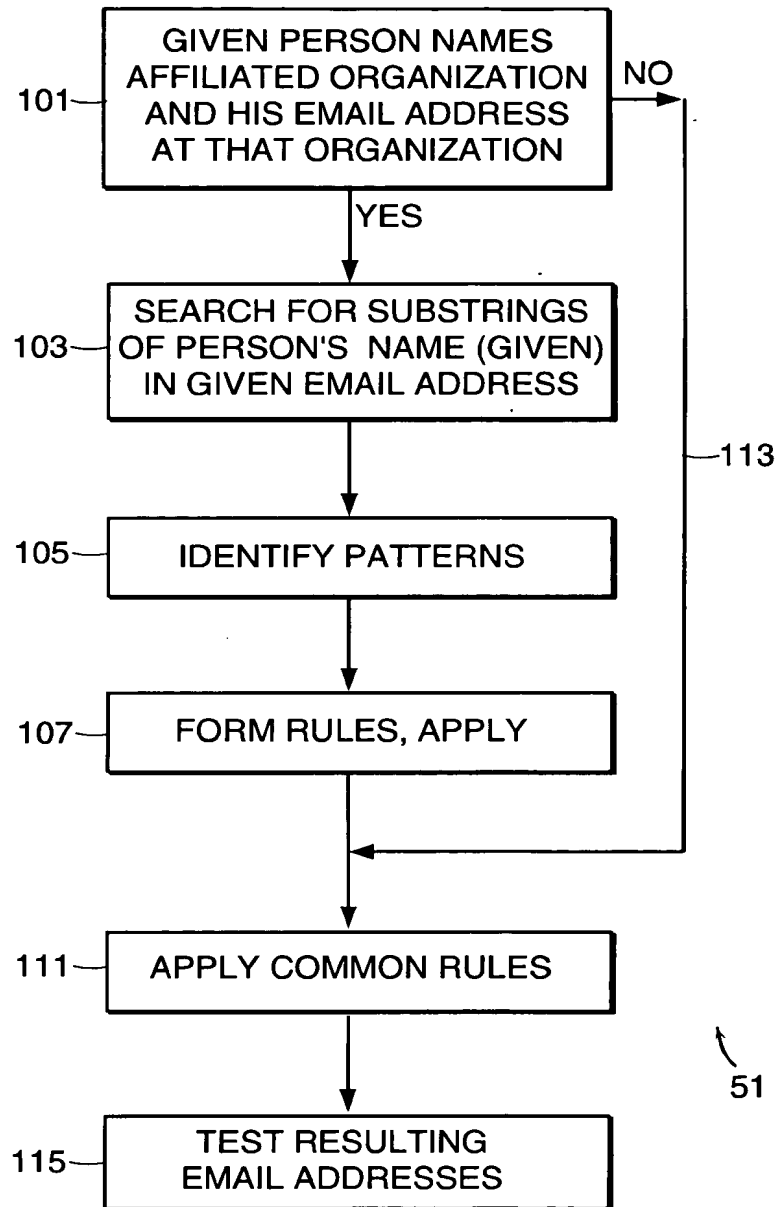 GIVEN PERSON NAMES
AFFILIATED ORGANIZATION
AND HIS EMAIL ADDRESS
AT THAT ORGANIZATION
101
NO
YES
SEARCH FOR SUBSTRINGS
OF PERSON'S NAME (GIVEN)
IN GIVEN EMAIL ADDRESS
103
113
IDENTIFY PATTERNS
105
FORM RULES, APPLY
107
APPLY COMMON RULES
111
51
TEST RESULTING
EMAIL ADDRESSES
115